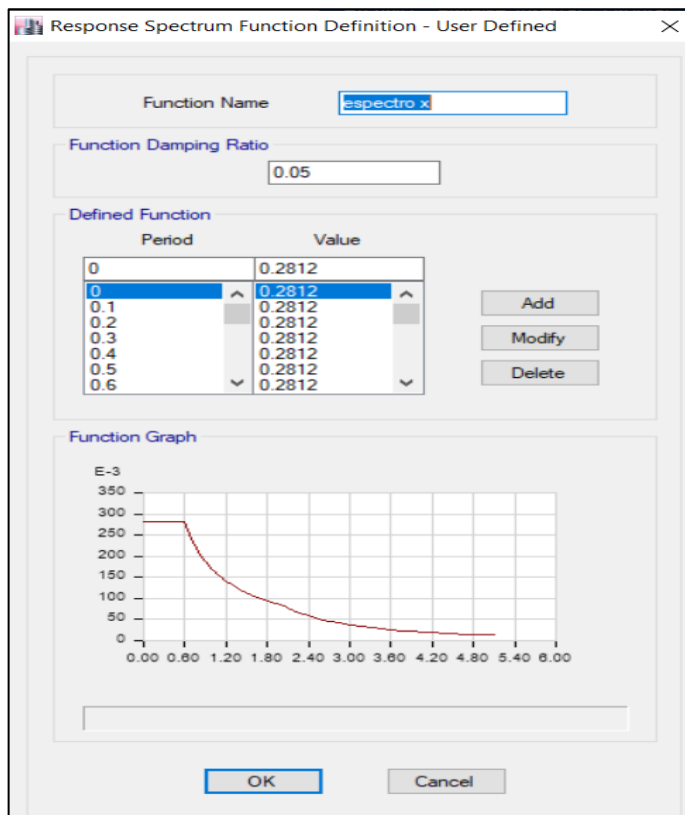 Response Spectrum Function Definition - User Defined
Function Name
espectro x
Function Damping Ratio
0.05
Defined Function
Period Value
0 0.2812
0 0.2812
0.1 0.2812
0.2 0.2812
0.3 0.2812
0.4 0.2812
0.5 0.2812
0.6 0.2812
Add
Modify
Delete
Function Graph
E-3
350
300
250
200
150
100
50
0
0.00 0.60 1.20 1.80 2.40 3.00 3.60 4.20 4.80 5.40 6.00
OK
Cancel